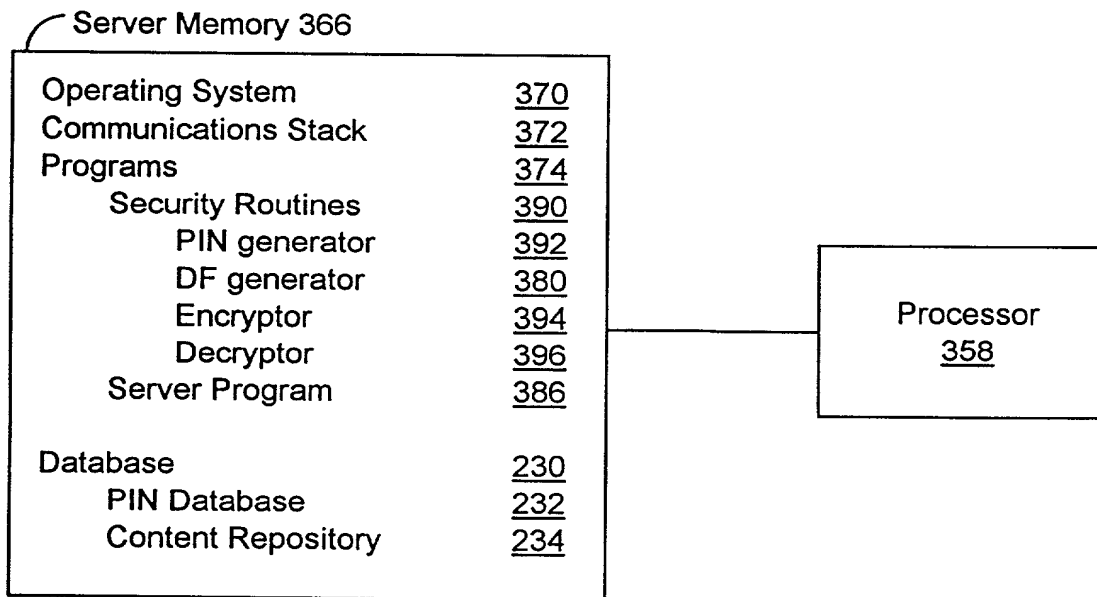 Server Memory 366
Operating System 370
Communications Stack 372
Programs 374
Security Routines 390
PIN generator 392
DF generator 380
Encryptor 394
Decryptor 396
Server Program 386
Database 230
PIN Database 232
Content Repository 234
Processor
358